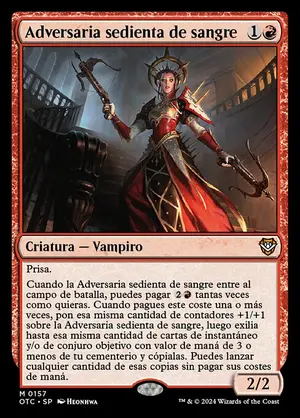 Adversaria sedienta de sangre 1
Criatura — Vampiro
Prisa.
Cuando la Adversaria sedienta de sangre entre al
campo de batalla, puedes pagar 2 tantas veces
como quieras. Cuando pagues este coste una o más
veces, pon esa misma cantidad de contadores +1/+1
sobre la Adversaria sedienta de sangre, luego exilia
hasta esa misma cantidad de cartas de instantáneo
y/o de conjuro objetivo con valor de maná de 3 o
menos de tu cementerio y cópialas. Puedes lanzar
cualquier cantidad de esas copias sin pagar sus costes
de maná.
2/2
M 0157
OTC • SP Heonhwa
™ & © 2024 Wizards of the Coast